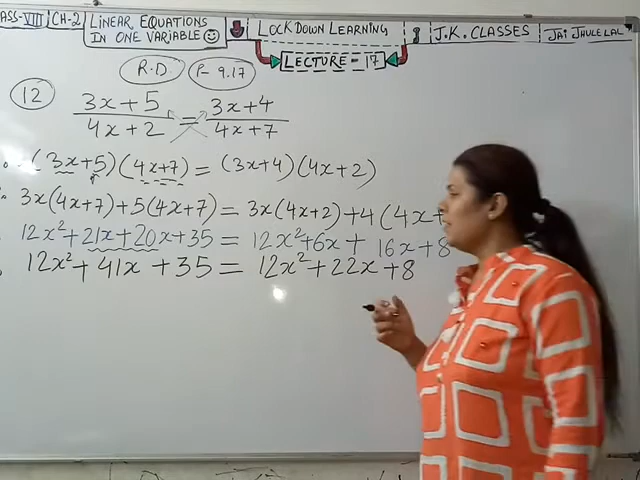 ASS-VIII CH-2 LINEAR EQUATIONS IN ONE VARIABLE LOCKDOWN LEARNING J.K. CLASSES JAI JHULELAL
LECTURE - 17
R.D. P- 9.17
12 3x+5/4x+2 = 3x+4/4x+7
(3x+5)(4x+7) = (3x+4)(4x+2)
3x(4x+7)+5(4x+7) = 3x(4x+2)+4(4x+
12x²+21x+20x+35 = 12x²+6x+16x+8
12x²+41x+35 = 12x²+22x+8